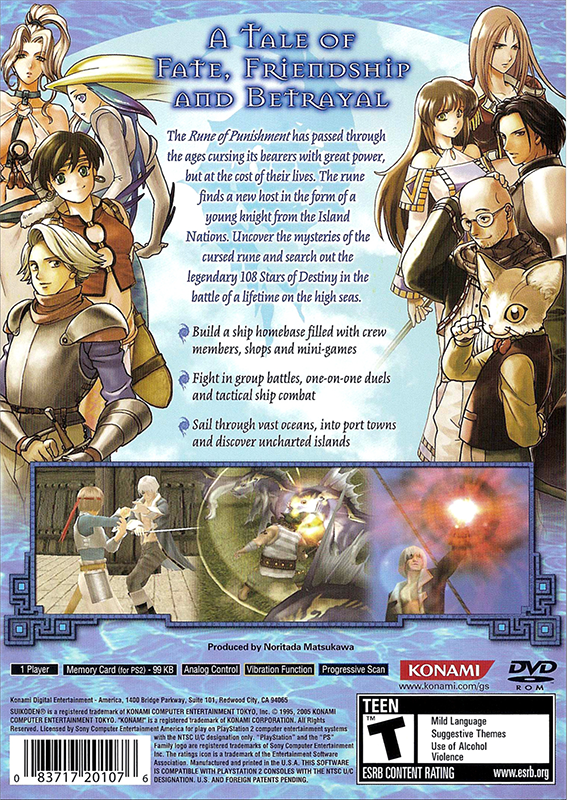 A Tale of
Fate, Friendship
and Betrayal
The Rune of Punishment has passed through
the ages cursing its bearers with great power,
but at the cost of their lives. The rune
finds a new host in the form of a
young knight from the Island
Nations. Uncover the mysteries of the
cursed rune and search out the
legendary 108 Stars of Destiny in the
battle of a lifetime on the high seas.
Build a ship homebase filled with crew
members, shops and mini-games
Fight in group battles, one-on-one duels
and tactical ship combat
Sail through vast oceans, into port towns
and discover uncharted islands
Produced by Noritada Matsukawa
1 Player
Memory Card (for PS2) - 99 KB
Analog Control
Vibration Function
Progressive Scan
KONAMI
www.konami.com/gs
DVD
ROM
Konami Digital Entertainment - America, 1400 Bridge Parkway, Suite 101, Redwood City, CA 94065
SUIKODEN® is a registered trademark of KONAMI COMPUTER ENTERTAINMENT TOKYO, Inc. © 1995, 2005 KONAMI
COMPUTER ENTERTAINMENT TOKYO. "KONAMI" is a registered trademark of KONAMI CORPORATION. All Rights
Reserved. Licensed by Sony Computer Entertainment America for play on PlayStation 2 computer entertainment systems
with the NTSC U/C designation only. "PlayStation" and the "PS"
Family logo are registered trademarks of Sony Computer Entertainment
Inc. The ratings icon is a trademark of the Entertainment Software
Association. Manufactured and printed in the U.S.A. THIS SOFTWARE
IS COMPATIBLE WITH PLAYSTATION 2 CONSOLES WITH THE NTSC U/C
DESIGNATION. U.S. AND FOREIGN PATENTS PENDING.
0 83717 20107 6
TEEN
T
Mild Language
Suggestive Themes
Use of Alcohol
Violence
ESRB CONTENT RATING
www.esrb.org